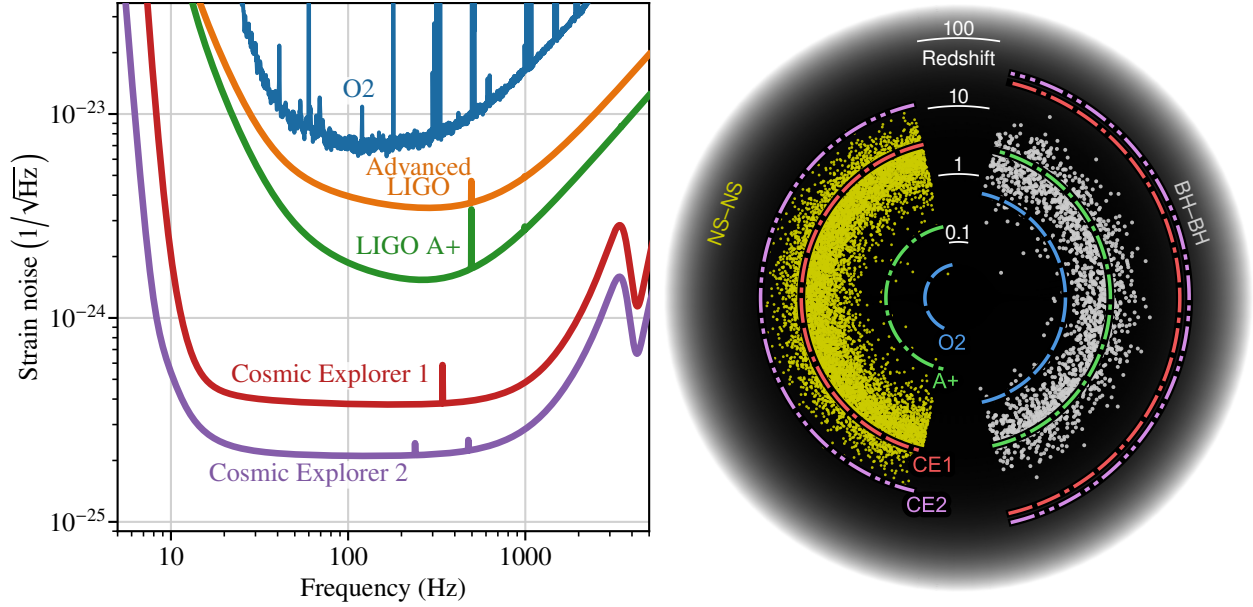 Strain noise (1/√Hz)
10⁻²³
10⁻²⁴
10⁻²⁵
O2
Advanced
LIGO
LIGO A+
Cosmic Explorer 1
Cosmic Explorer 2
10
100
1000
Frequency (Hz)
100
Redshift
10
1
0.1
NS–NS
BH–BH
O2
A+
CE1
CE2